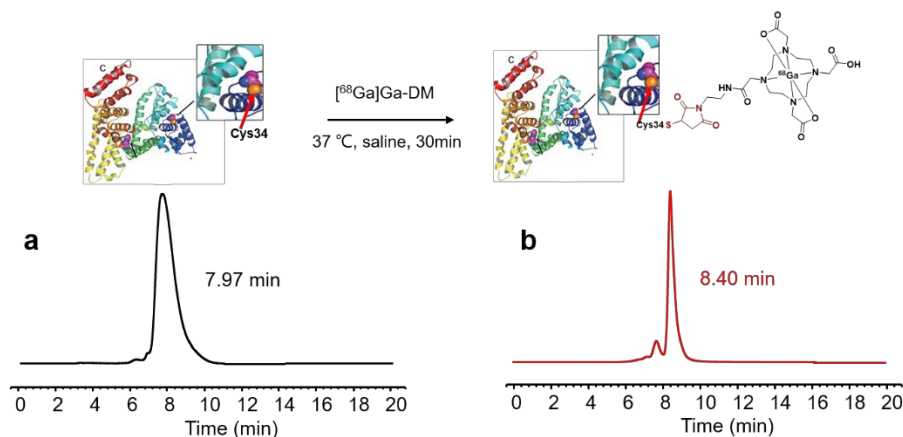 C
Cys34
[⁶⁸Ga]Ga-DM
37 ℃, saline, 30min
C
Cys34
S
O
N
O
HN
O
O
O
N
N
⁶⁸Ga
N
N
O
OH
O
O
a
7.97 min
0 2 4 6 8 10 12 14 16 18 20
Time (min)
b
8.40 min
0 2 4 6 8 10 12 14 16 18 20
Time (min)